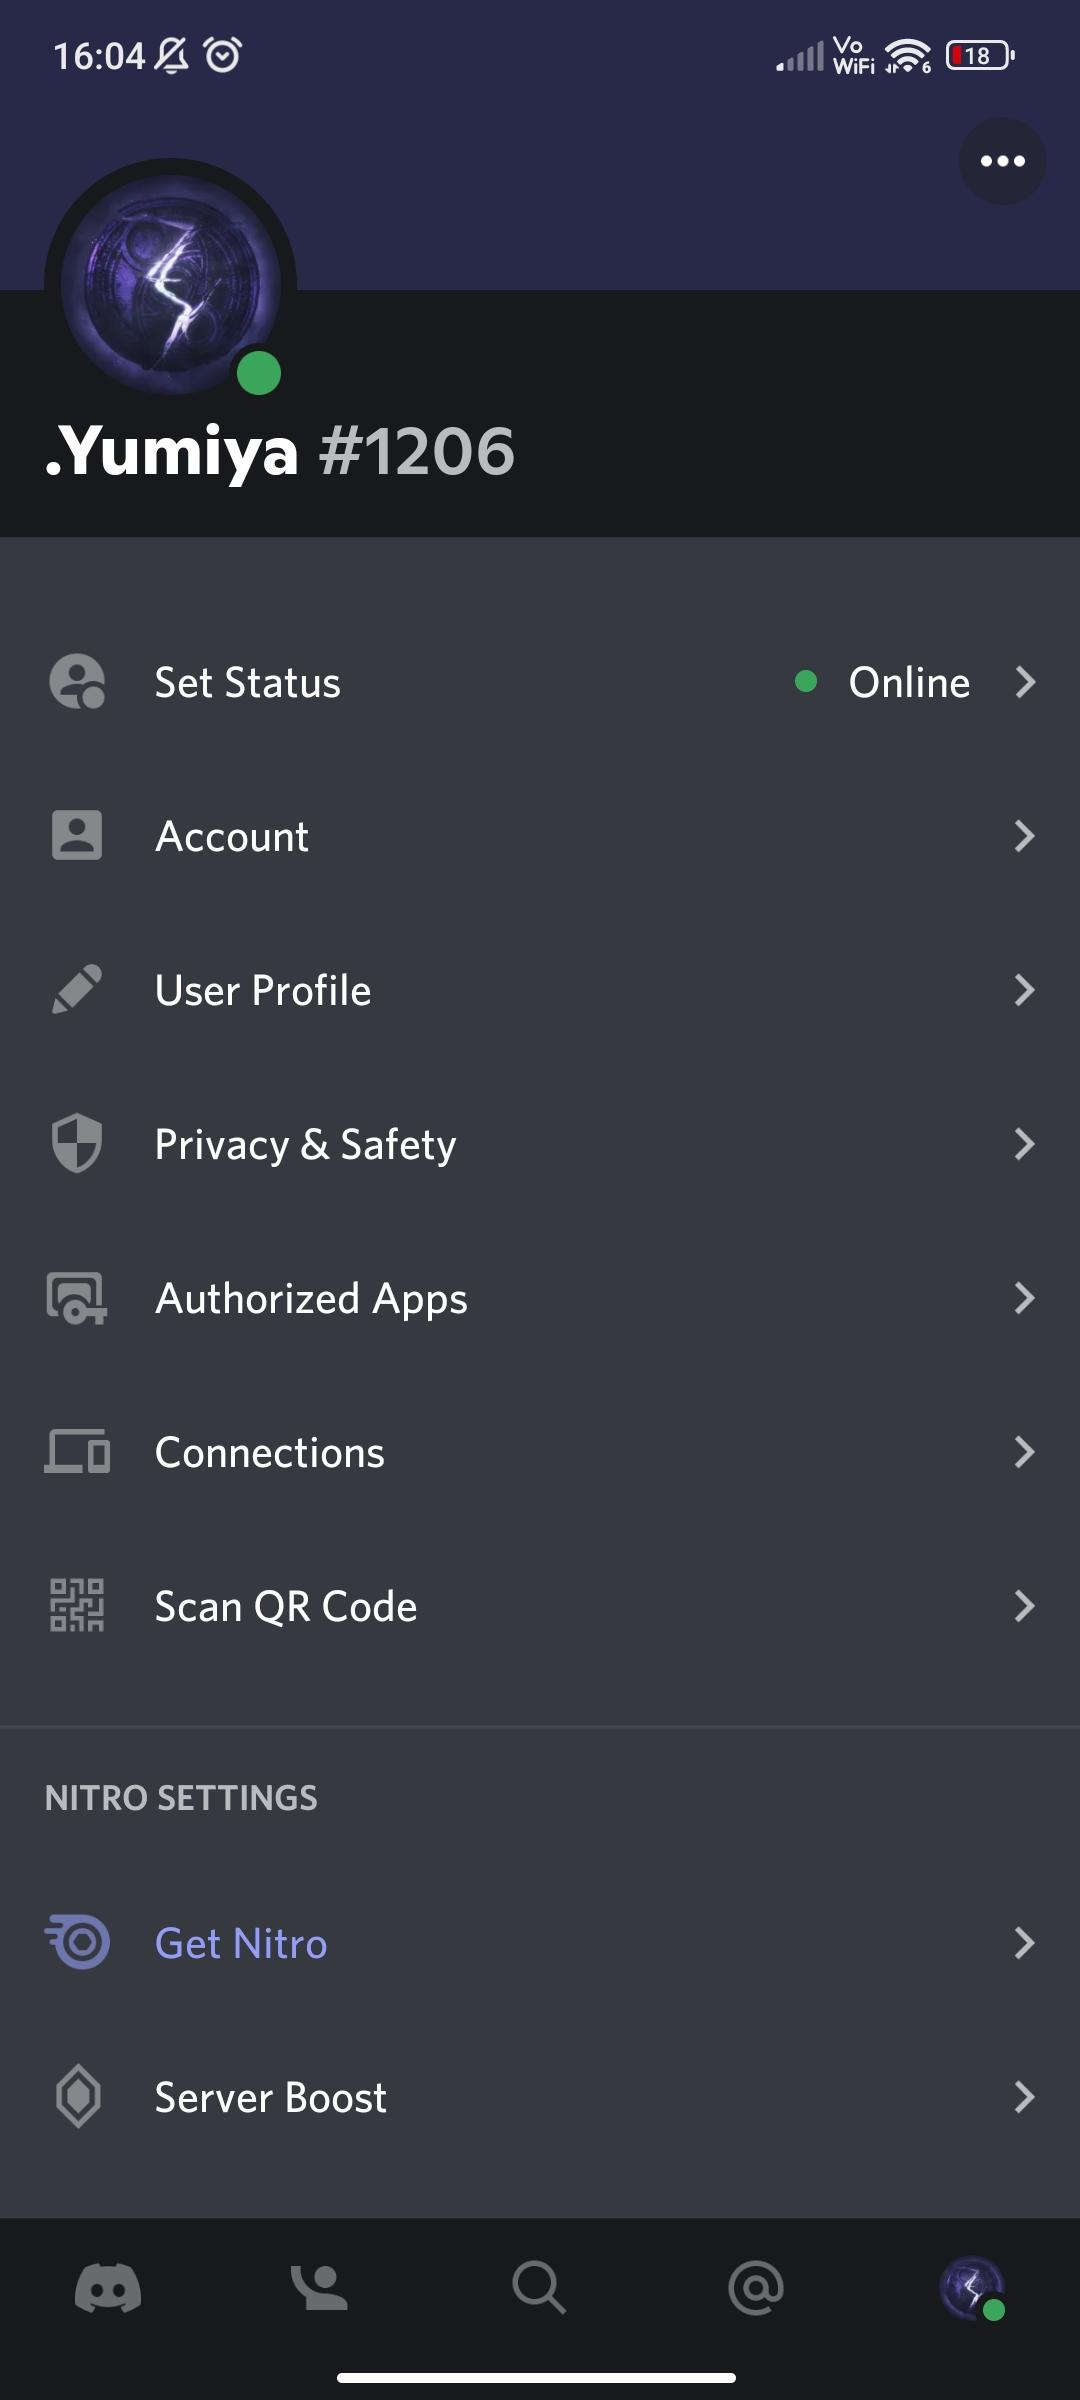 16:04 Vo WiFi 6 18
.Yumiya #1206
Set Status Online
Account
User Profile
Privacy & Safety
Authorized Apps
Connections
Scan QR Code
NITRO SETTINGS
Get Nitro
Server Boost